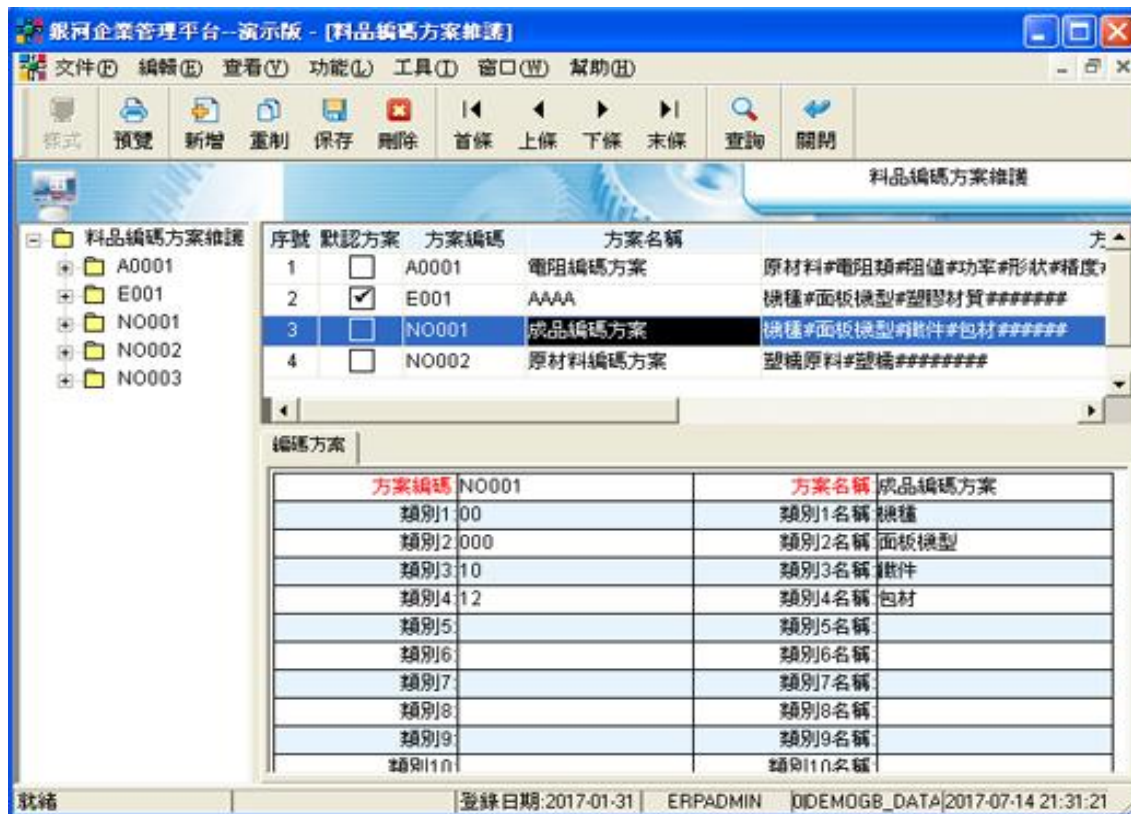 銀河企業管理平台--演示版 - [料品編碼方案維護]
文件(F) 編輯(E) 查看(V) 功能(L) 工具(T) 窗口(W) 幫助(H)
樣式 預覽 新增 重制 保存 刪除 首條 上條 下條 末條 查詢 關閉
料品編碼方案維護
料品編碼方案維護
A0001
E001
NO001
NO002
NO003
序號 默認方案 方案編碼 方案名稱 方
1 A0001 電阻編碼方案 原材料#電阻類#阻值#功率#形狀#精度#
2 E001 AAAA 機種#面板機型#塑膠材質#######
3 NO001 成品編碼方案 機種#面板機型#鐵件#包材######
4 NO002 原材料編碼方案 塑橋原料#塑橋########
編碼方案
方案編碼 NO001 方案名稱 成品編碼方案
類別1: 00 類別1名稱 機種
類別2: 000 類別2名稱 面板機型
類別3: 10 類別3名稱 鐵件
類別4: 12 類別4名稱 包材
類別5: 類別5名稱:
類別6: 類別6名稱:
類別7: 類別7名稱:
類別8: 類別8名稱:
類別9: 類別9名稱:
類別10: 類別10名稱:
就緒 登錄日期:2017-01-31 ERPADMIN DEMOGB_DATA 2017-07-14 21:31:21